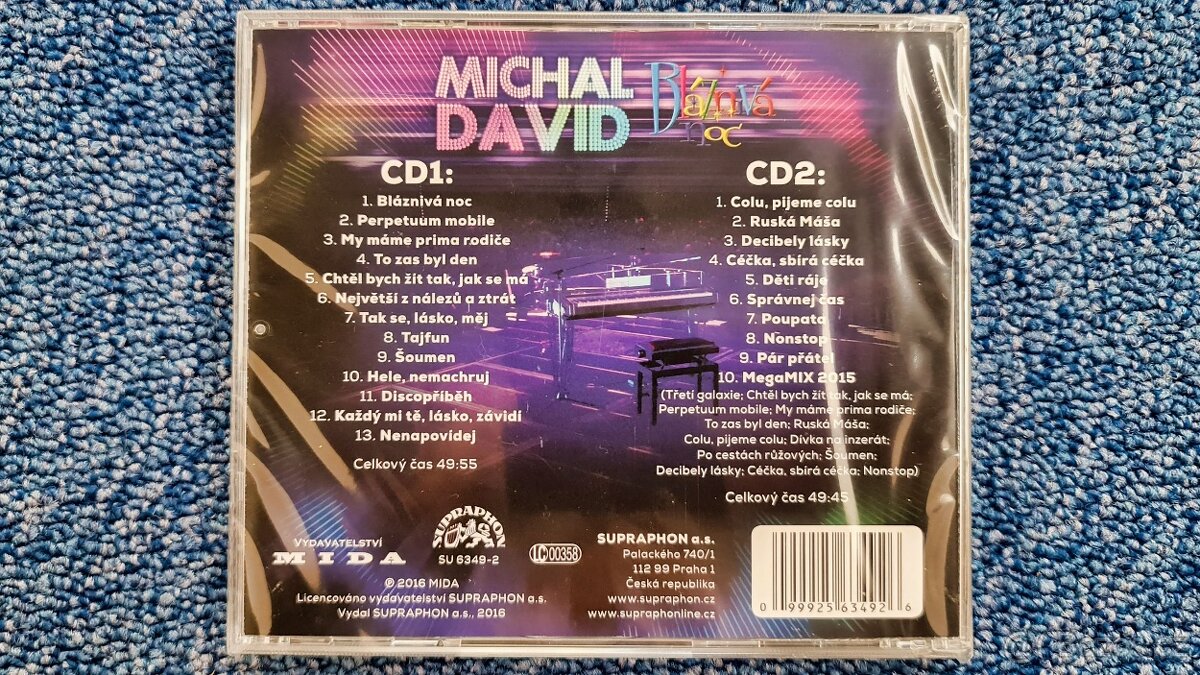 MICHAL
DAVID
Bláznivá
noc
CD1:
1. Bláznivá noc
2. Perpetuum mobile
3. My máme prima rodiče
4. To zas byl den
5. Chtěl bych žít tak, jak se má
6. Největší z nálezů a ztrát
7. Tak se, lásko, měj
8. Tajfun
9. Šoumen
10. Hele, nemachruj
11. Discopříběh
12. Každý mi tě, lásko, závidí
13. Nenapovídej
Celkový čas 49:55
CD2:
1. Colu, pijeme colu
2. Ruská Máša
3. Decibely lásky
4. Céčka, sbírá céčka
5. Děti ráje
6. Správnej čas
7. Poupata
8. Nonstop
9. Pár přátel
10. MegaMIX 2015
(Třetí galaxie; Chtěl bych žít tak, jak se má;
Perpetuum mobile; My máme prima rodiče;
To zas byl den; Ruská Máša;
Colu, pijeme colu; Dívka na inzerát;
Po cestách růžových; Šoumen;
Decibely lásky; Céčka, sbírá céčka; Nonstop)
Celkový čas 49:45
VYDAVATELSTVÍ
MIDA
SUPRAPHON
SU 6349-2
LC 00358
© 2016 MIDA
Licencováno vydavatelství SUPRAPHON a.s.
Vydal SUPRAPHON a.s., 2016
SUPRAPHON a.s.
Palackého 740/1
112 99 Praha 1
Česká republika
www.supraphon.cz
www.supraphonline.cz
0 99925 63492 6